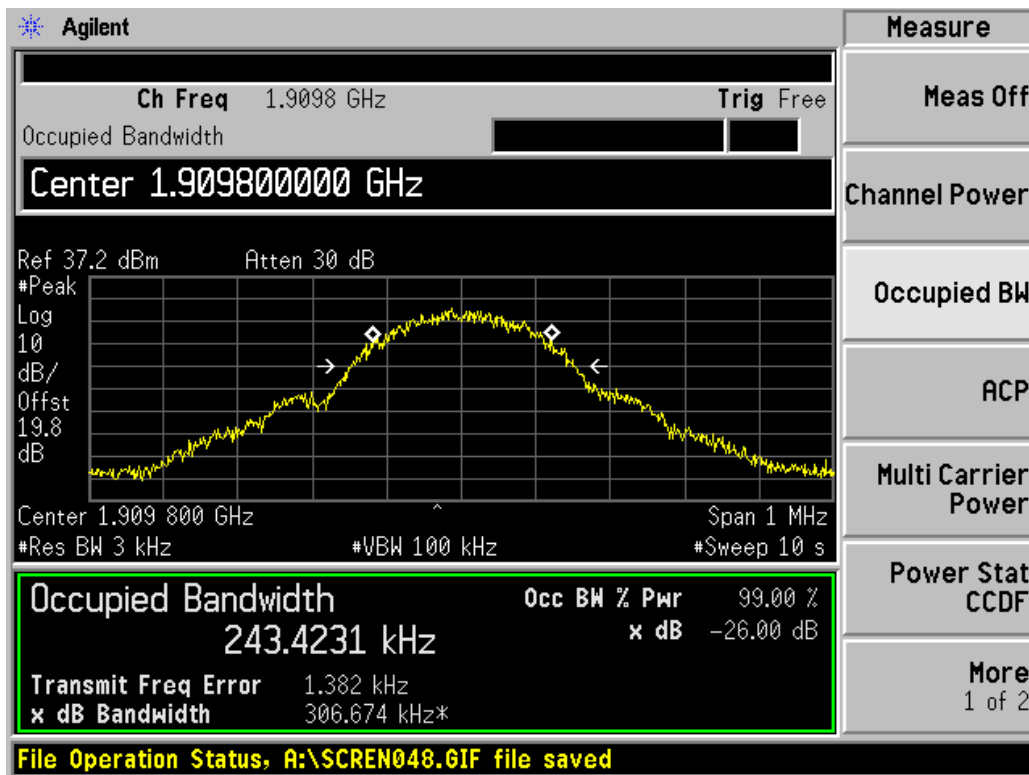 Agilent
Measure
Ch Freq 1.9098 GHz Trig Free
Occupied Bandwidth
Center 1.909800000 GHz
Ref 37.2 dBm Atten 30 dB
#Peak
Log
10
dB/
Offst
19.8
dB
Center 1.909 800 GHz Span 1 MHz
#Res BW 3 kHz #VBW 100 kHz #Sweep 10 s
Occupied Bandwidth
243.4231 kHz
Occ BW % Pwr 99.00 %
x dB -26.00 dB
Transmit Freq Error 1.382 kHz
x dB Bandwidth 306.674 kHz*
File Operation Status, A:\SCREN048.GIF file saved
Meas Off
Channel Power
Occupied BW
ACP
Multi Carrier
Power
Power Stat
CCDF
More
1 of 2